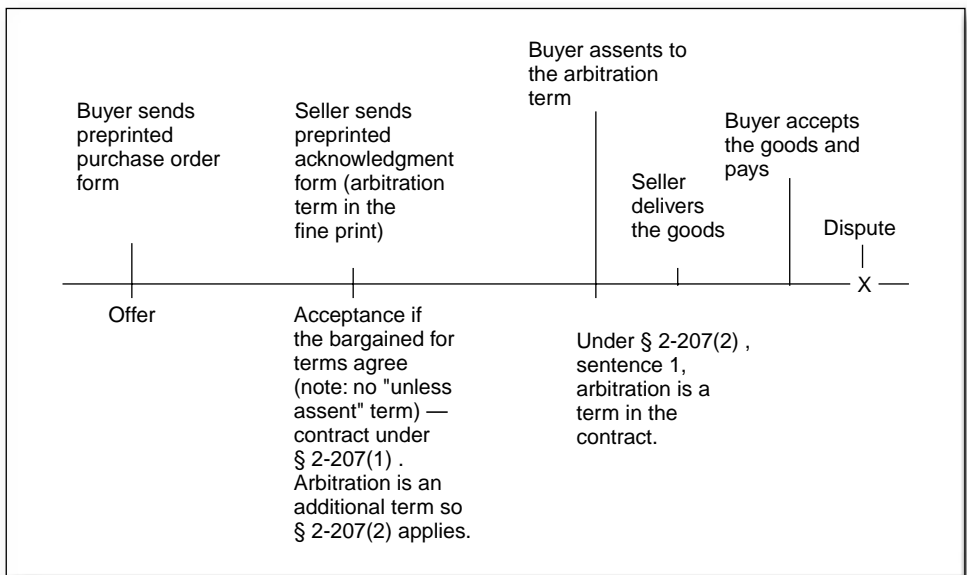 Buyer sends
preprinted
purchase order
form
Seller sends
preprinted
acknowledgment
form (arbitration
term in the
fine print)
Buyer assents to
the arbitration
term
Seller
delivers
the goods
Buyer accepts
the goods and
pays
Dispute
X
Offer
Acceptance if
the bargained for
terms agree
(note: no "unless
assent" term) —
contract under
§ 2-207(1) .
Arbitration is an
additional term so
§ 2-207(2) applies.
Under § 2-207(2) ,
sentence 1,
arbitration is a
term in the
contract.